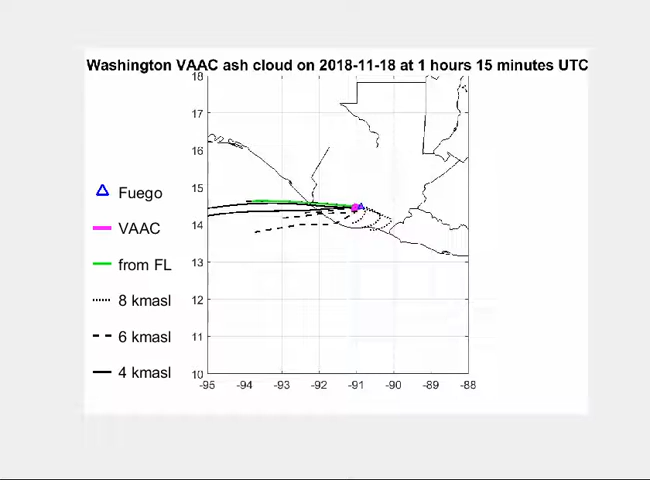 Washington VAAC ash cloud on 2018-11-18 at 1 hours 15 minutes UTC
18
17
16
15
14
13
12
11
10
-95 -94 -93 -92 -91 -90 -89 -88
Fuego
VAAC
from FL
8 kmasl
6 kmasl
4 kmasl